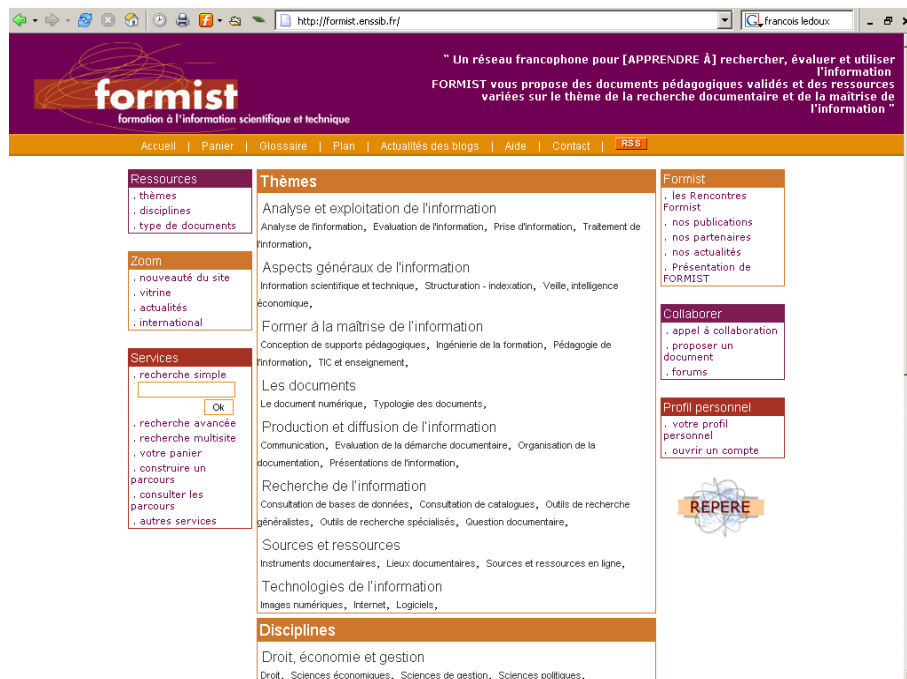 http://formist.enssib.fr/
francois ledoux
" Un réseau francophone pour [APPRENDRE À] rechercher, évaluer et utiliser
l'information
FORMIST vous propose des documents pédagogiques validés et des ressources
variées sur le thème de la recherche documentaire et de la maîtrise de
l'information "
formist
formation à l'information scientifique et technique
Accueil | Panier | Glossaire | Plan | Actualités des blogs | Aide | Contact | RSS
Ressources
. thèmes
. disciplines
. type de documents
Zoom
. nouveauté du site
. vitrine
. actualités
. international
Services
. recherche simple
Ok
. recherche avancée
. recherche multisite
. votre panier
. construire un
parcours
. consulter les
parcours
. autres services
Thèmes
Analyse et exploitation de l'information
Analyse de l'information, Evaluation de l'information, Prise d'information, Traitement de
l'information,
Aspects généraux de l'information
Information scientifique et technique, Structuration - indexation, Veille, intelligence
économique,
Former à la maîtrise de l'information
Conception de supports pédagogiques, Ingénierie de la formation, Pédagogie de
l'information, TIC et enseignement,
Les documents
Le document numérique, Typologie des documents,
Production et diffusion de l'information
Communication, Evaluation de la démarche documentaire, Organisation de la
documentation, Présentations de l'information,
Recherche de l'information
Consultation de bases de données, Consultation de catalogues, Outils de recherche
généralistes, Outils de recherche spécialisés, Question documentaire,
Sources et ressources
Instruments documentaires, Lieux documentaires, Sources et ressources en ligne,
Technologies de l'information
Images numériques, Internet, Logiciels,
Disciplines
Droit, économie et gestion
Droit, Sciences économiques, Sciences de gestion, Sciences politiques,
Formist
. les Rencontres
Formist
. nos publications
. nos partenaires
. nos actualités
. Présentation de
FORMIST
Collaborer
. appel à collaboration
. proposer un
document
. forums
Profil personnel
. votre profil
personnel
. ouvrir un compte
REPERE